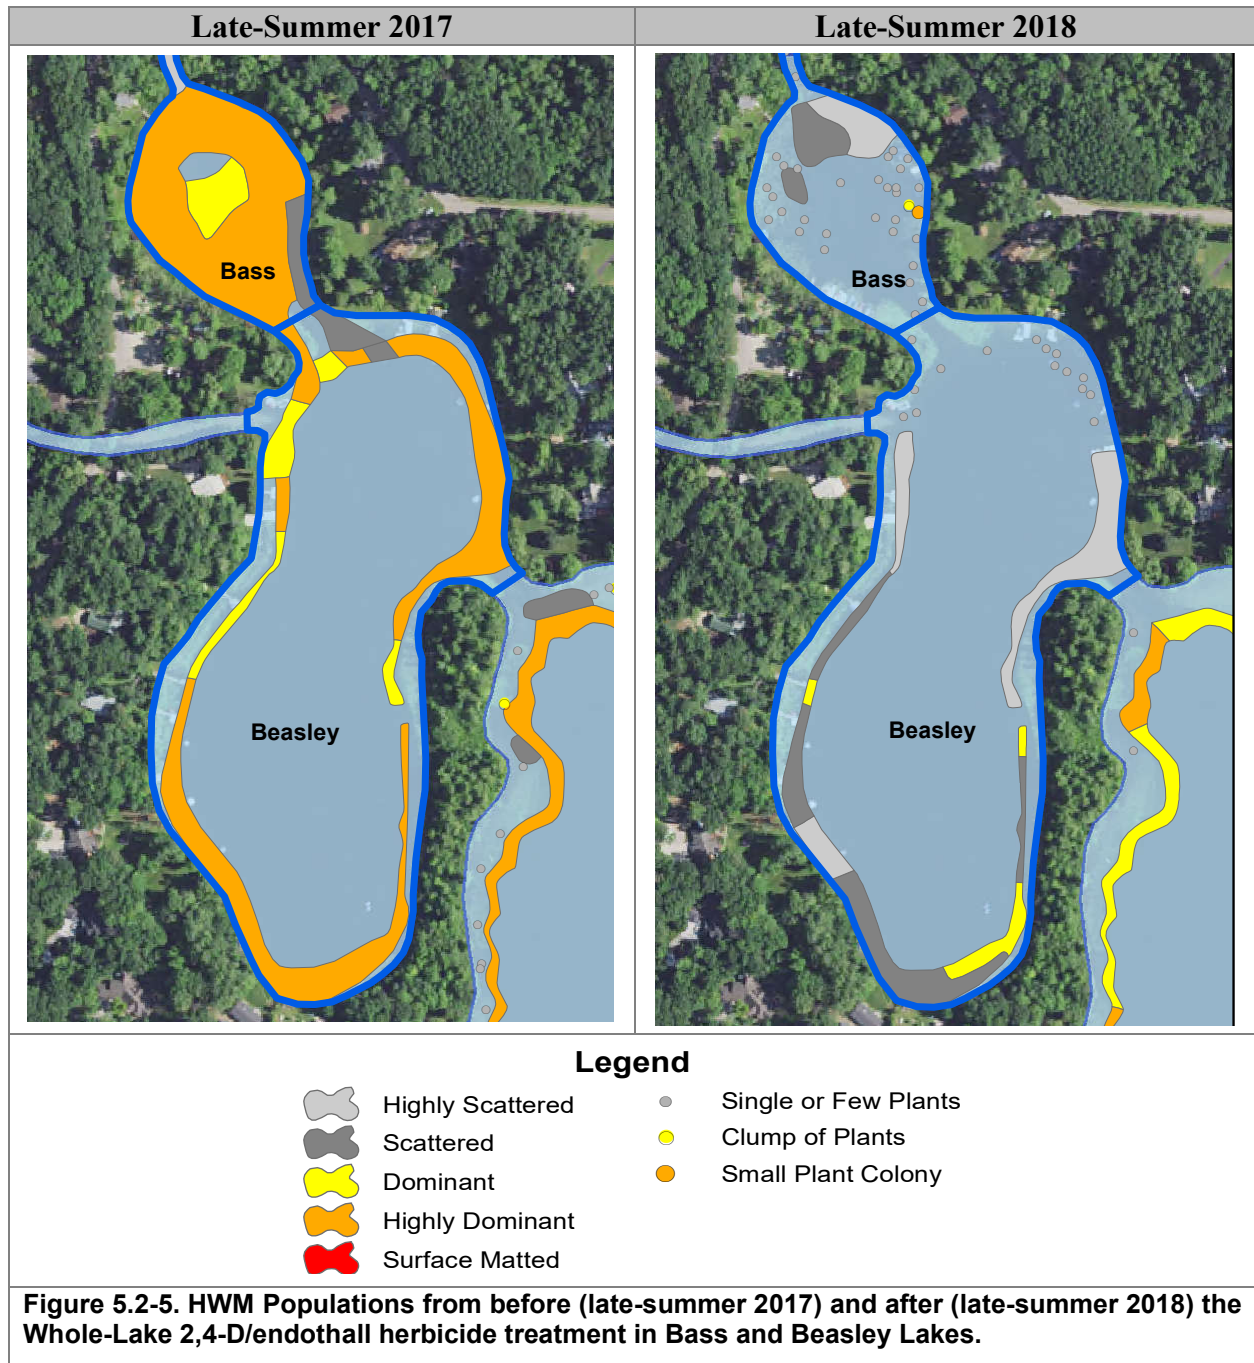 Late-Summer 2017
Late-Summer 2018
Bass
Beasley
Bass
Beasley
Legend
Highly Scattered
Scattered
Dominant
Highly Dominant
Surface Matted
Single or Few Plants
Clump of Plants
Small Plant Colony
Figure 5.2-5. HWM Populations from before (late-summer 2017) and after (late-summer 2018) the
Whole-Lake 2,4-D/endothall herbicide treatment in Bass and Beasley Lakes.